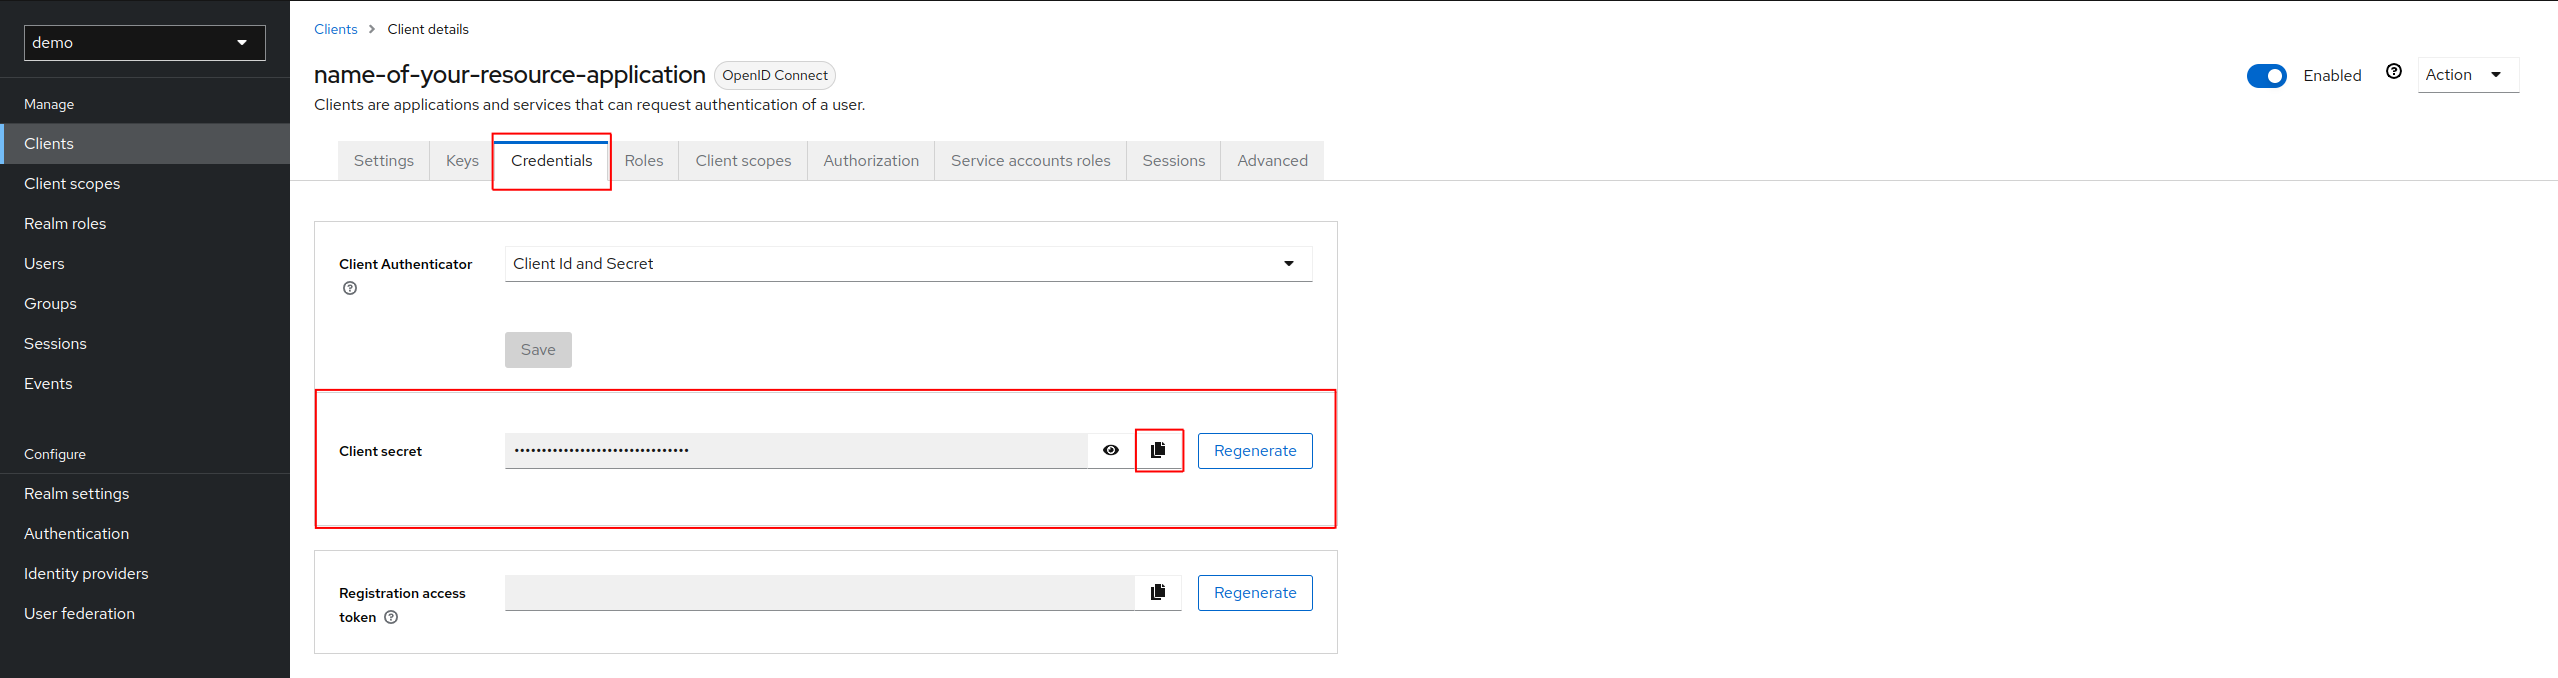 demo
Manage
Clients
Client scopes
Realm roles
Users
Groups
Sessions
Events
Configure
Realm settings
Authentication
Identity providers
User federation
Clients > Client details
name-of-your-resource-application OpenID Connect
Clients are applications and services that can request authentication of a user.
Enabled Action
Settings Keys Credentials Roles Client scopes Authorization Service accounts roles Sessions Advanced
Client Authenticator Client Id and Secret
Save
Client secret •••••••••••••••••••••••••••••••• Regenerate
Registration access Regenerate
token